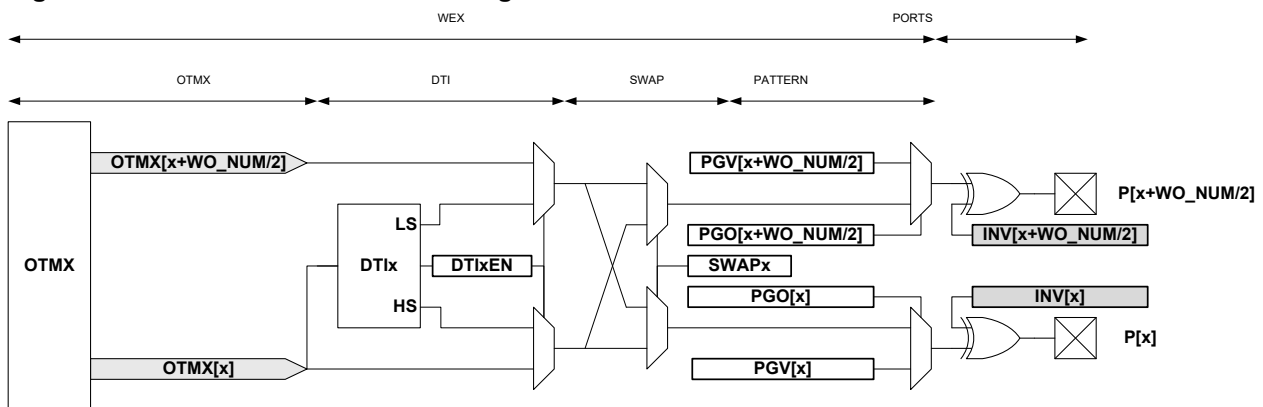 WEX PORTS
OTMX DTI SWAP PATTERN
OTMX[x+WO_NUM/2] PGV[x+WO_NUM/2]
P[x+WO_NUM/2]
LS
PGO[x+WO_NUM/2] INV[x+WO_NUM/2]
OTMX DTIx DTIxEN SWAPx
HS PGO[x] INV[x]
P[x]
OTMX[x] PGV[x]